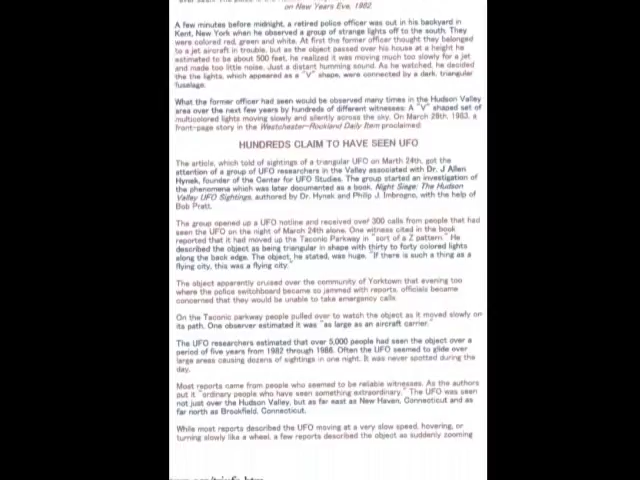 on New Years Eve, 1982
A few minutes before midnight, a retired police officer was out in his backyard in
Kent, New York when he observed a group of strange lights off to the south. They
were colored red, green and white. At first the former officer thought they belonged
to a jet aircraft in trouble, but as the object passed over his house at a height he
estimated to be about 500 feet, he realized it was moving much too slowly for a jet
and made too little noise. Just a distant humming sound. As he watched, he decided
the the lights, which appeared as a "V" shape, were connected by a dark, triangular
fuselage.
What the former officer had seen would be observed many times in the Hudson Valley
area over the next few years by hundreds of different witnesses: A "V" shaped set of
multicolored lights moving slowly and silently across the sky. On March 26th, 1983, a
front-page story in the Westchester-Rockland Daily Item proclaimed:
HUNDREDS CLAIM TO HAVE SEEN UFO
The article, which told of sightings of a triangular UFO on Marth 24th, got the
attention of a group of UFO researchers in the Valley associated with Dr. J Allen
Hynek, founder of the Center for UFO Studies. The group started an investigation of
the phenomena which was later documented as a book, Night Siege: The Hudson
Valley UFO Sightings, authored by Dr. Hynek and Philip J. Imbrogno, with the help of
Bob Pratt.
The group opened up a UFO hotline and received over 300 calls from people that had
seen the UFO on the night of March 24th alone. One witness cited in the book
reported that it had moved up the Taconic Parkway in "sort of a Z pattern." He
described the object as being triangular in shape with thirty to forty colored lights
along the back edge. The object, he stated, was huge. "If there is such a thing as a
flying city, this was a flying city."
The object apparently cruised over the community of Yorktown that evening too
where the police switchboard became so jammed with reports, officials became
concerned that they would be unable to take emergency calls.
On the Taconic parkway people pulled over to watch the object as it moved slowly on
its path. One observer estimated it was "as large as an aircraft carrier."
The UFO researchers estimated that over 5,000 people had seen the object over a
period of five years from 1982 through 1986. Often the UFO seemed to glide over
large areas causing dozens of sightings in one night. It was never spotted during the
day.
Most reports came from people who seemed to be reliable witnesses. As the authors
put it "ordinary people who have seen something extraordinary." The UFO was seen
not just over the Hudson Valley, but as far east as New Haven, Connecticut and as
far north as Brookfield, Connecticut.
While most reports described the UFO moving at a very slow speed, hovering, or
turning slowly like a wheel, a few reports described the object as suddenly zooming